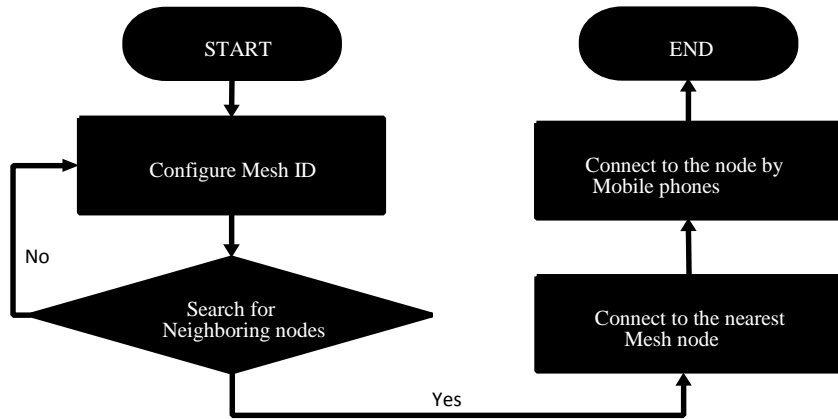 START
Configure Mesh ID
No
Search for
Neighboring nodes
Yes
Connect to the nearest
Mesh node
Connect to the node by
Mobile phones
END